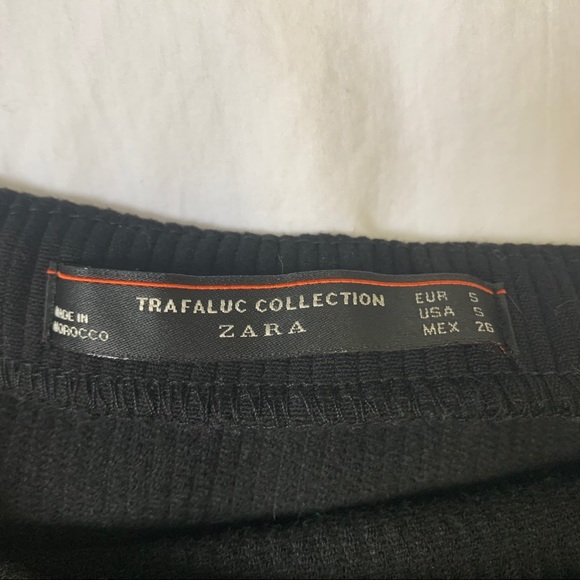 MADE IN
MOROCCO
TRAFALUC COLLECTION
ZARA
EUR S
USA S
MEX 26